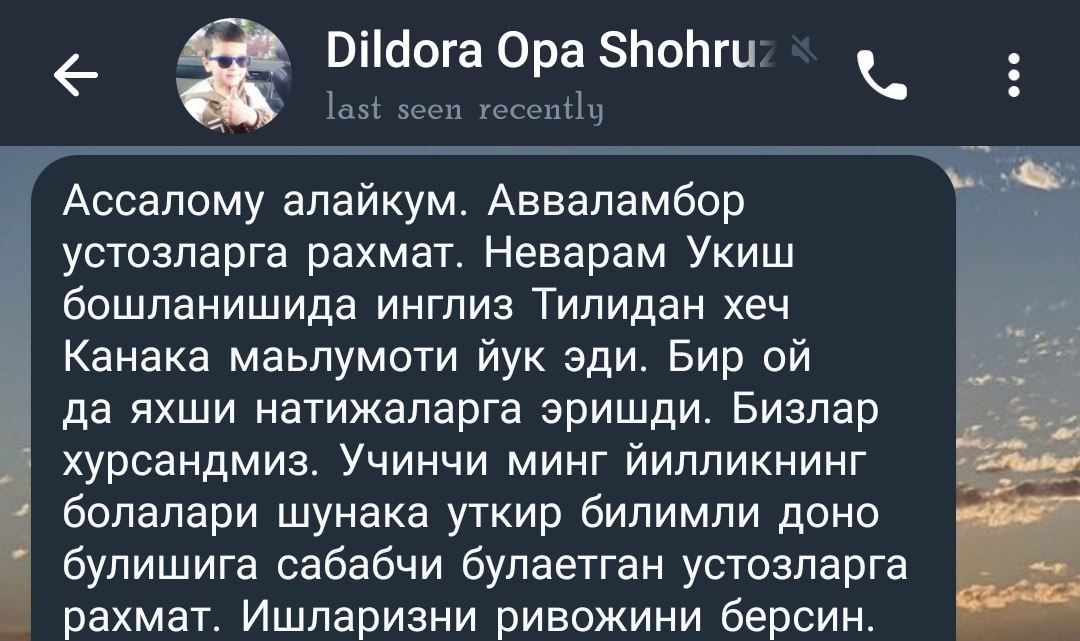 Dildora Opa Shohruz
last seen recently
Ассалому алайкум. Авваламбор
устозларга рахмат. Неварам Укиш
бошланишида инглиз Тилидан хеч
Канака маьлумоти йук эди. Бир ой
да яхши натижаларга эришди. Бизлар
хурсандмиз. Учинчи минг йилликнинг
болалари шунака уткир билимли доно
булишига сабабчи булаетган устозларга
рахмат. Ишларизни ривожини берсин.